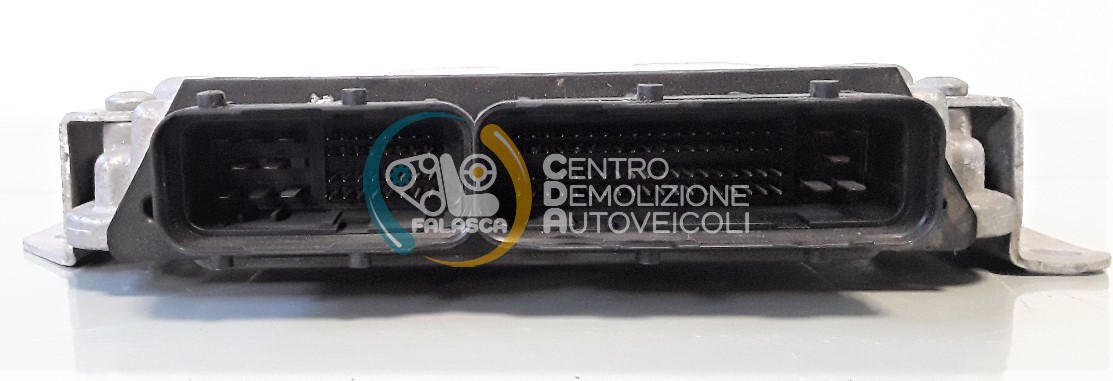 FALASCA
CENTRO
DEMOLIZIONE
AUTOVEICOLI